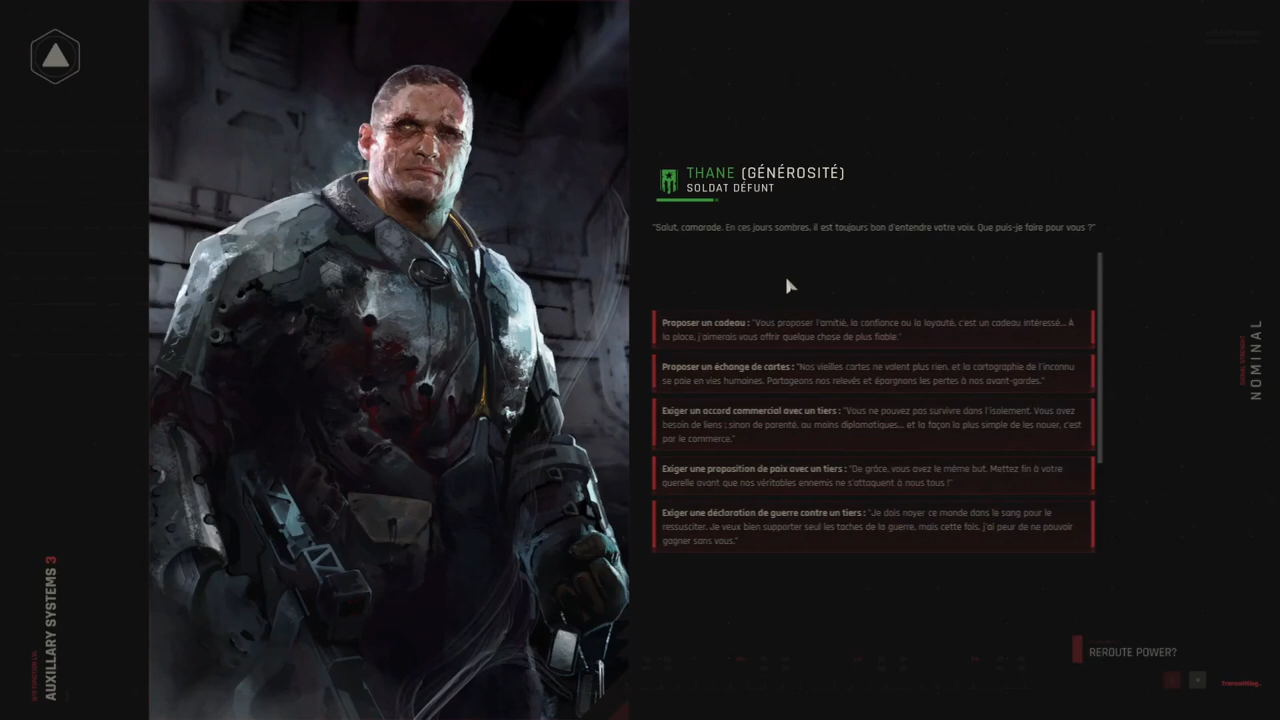 THANE (GÉNÉROSITÉ)
SOLDAT DÉFUNT
"Salut, camarade. En ces jours sombres, il est toujours bon d'entendre votre voix. Que puis-je faire pour vous ?"
Proposer un cadeau : "Vous proposer l'amitié, la confiance ou la loyauté, c'est un cadeau intéressé... À
la place, j'aimerais vous offrir quelque chose de plus fiable."
Proposer un échange de cartes : "Nos vieilles cartes ne valent plus rien, et la cartographie de l'inconnu
se paie en vies humaines. Partageons nos relevés et épargnons les pertes à nos avant-gardes."
Exiger un accord commercial avec un tiers : "Vous ne pouvez pas survivre dans l'isolement. Vous avez
besoin de liens ; sinon de parenté, au moins diplomatiques... et la façon la plus simple de les nouer, c'est
par le commerce."
Exiger une proposition de paix avec un tiers : "De grâce, vous avez le même but. Mettez fin à votre
querelle avant que nos véritables ennemis ne s'attaquent à nous tous !"
Exiger une déclaration de guerre contre un tiers : "Je dois noyer ce monde dans le sang pour le
ressusciter. Je veux bien supporter seul les taches de la guerre, mais cette fois, j'ai peur de ne pouvoir
gagner sans vous."
NOMINAL
AUXILLARY SYSTEMS 3
REROUTE POWER?
Transmitting...